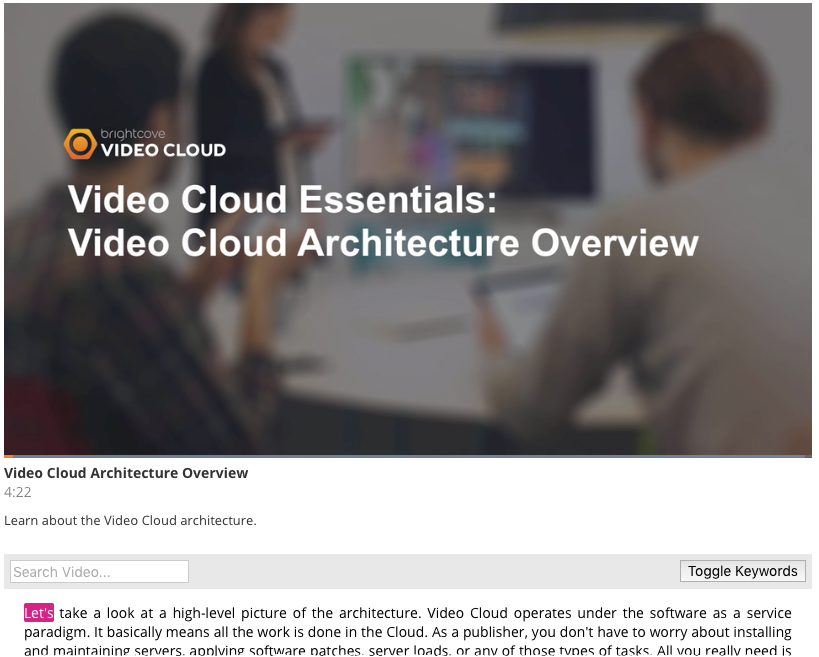 brightcove
VIDEO CLOUD
Video Cloud Essentials:
Video Cloud Architecture Overview
Video Cloud Architecture Overview
4:22
Learn about the Video Cloud architecture.
Search Video...
Toggle Keywords
Let's take a look at a high-level picture of the architecture. Video Cloud operates under the software as a service
paradigm. It basically means all the work is done in the Cloud. As a publisher, you don't have to worry about installing
and maintaining servers, applying software patches, server loads, or any of those types of tasks. All you really need is